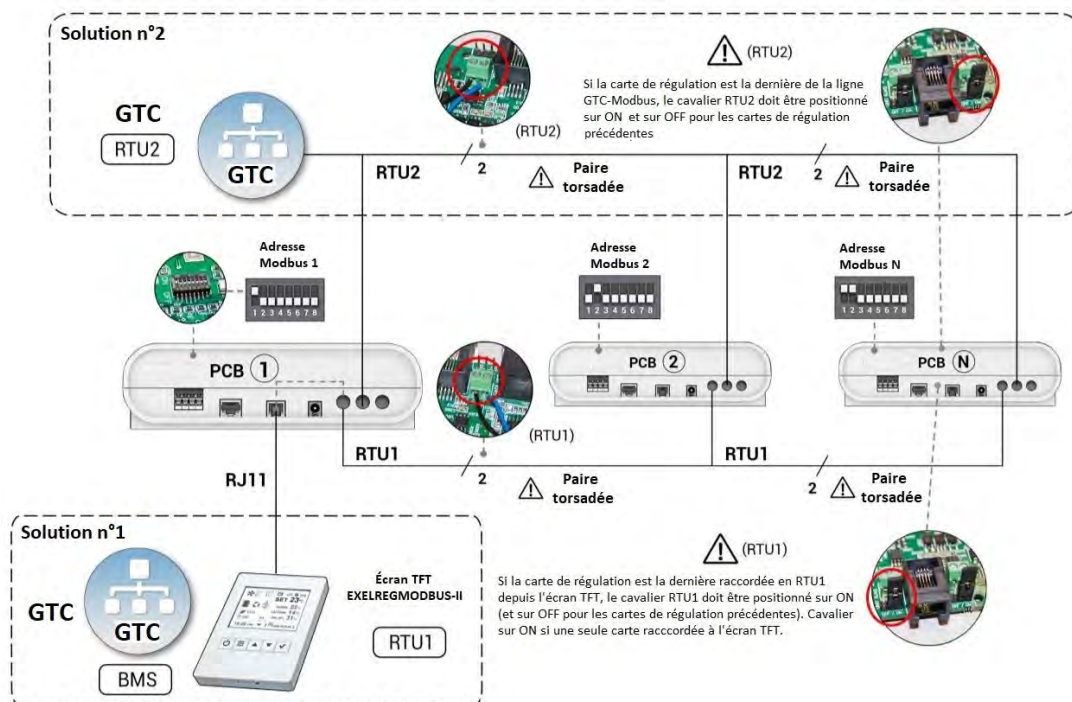 Solution n°2
GTC
RTU2
GTC
(RTU2)
(RTU2)
Si la carte de régulation est la dernière de la ligne
GTC-Modbus, le cavalier RTU2 doit être positionné
sur ON et sur OFF pour les cartes de régulation
précédentes
RTU2
2
Paire
torsadée
RTU2
2
Paire
torsadée
Adresse
Modbus 1
1 2 3 4 5 6 7 8
Adresse
Modbus 2
1 2 3 4 5 6 7 8
Adresse
Modbus N
1 2 3 4 5 6 7 8
PCB 1
PCB 2
PCB N
(RTU1)
RJ11
RTU1
2
Paire
torsadée
RTU1
2
Paire
torsadée
Solution n°1
GTC
GTC
BMS
Écran TFT
EXELREGMODBUS-II
RTU1
SET 23
(RTU1)
Si la carte de régulation est la dernière raccordée en RTU1
depuis l'écran TFT, le cavalier RTU1 doit être positionné sur ON
(et sur OFF pour les cartes de régulation précédentes). Cavalier
sur ON si une seule carte racccordée à l'écran TFT.